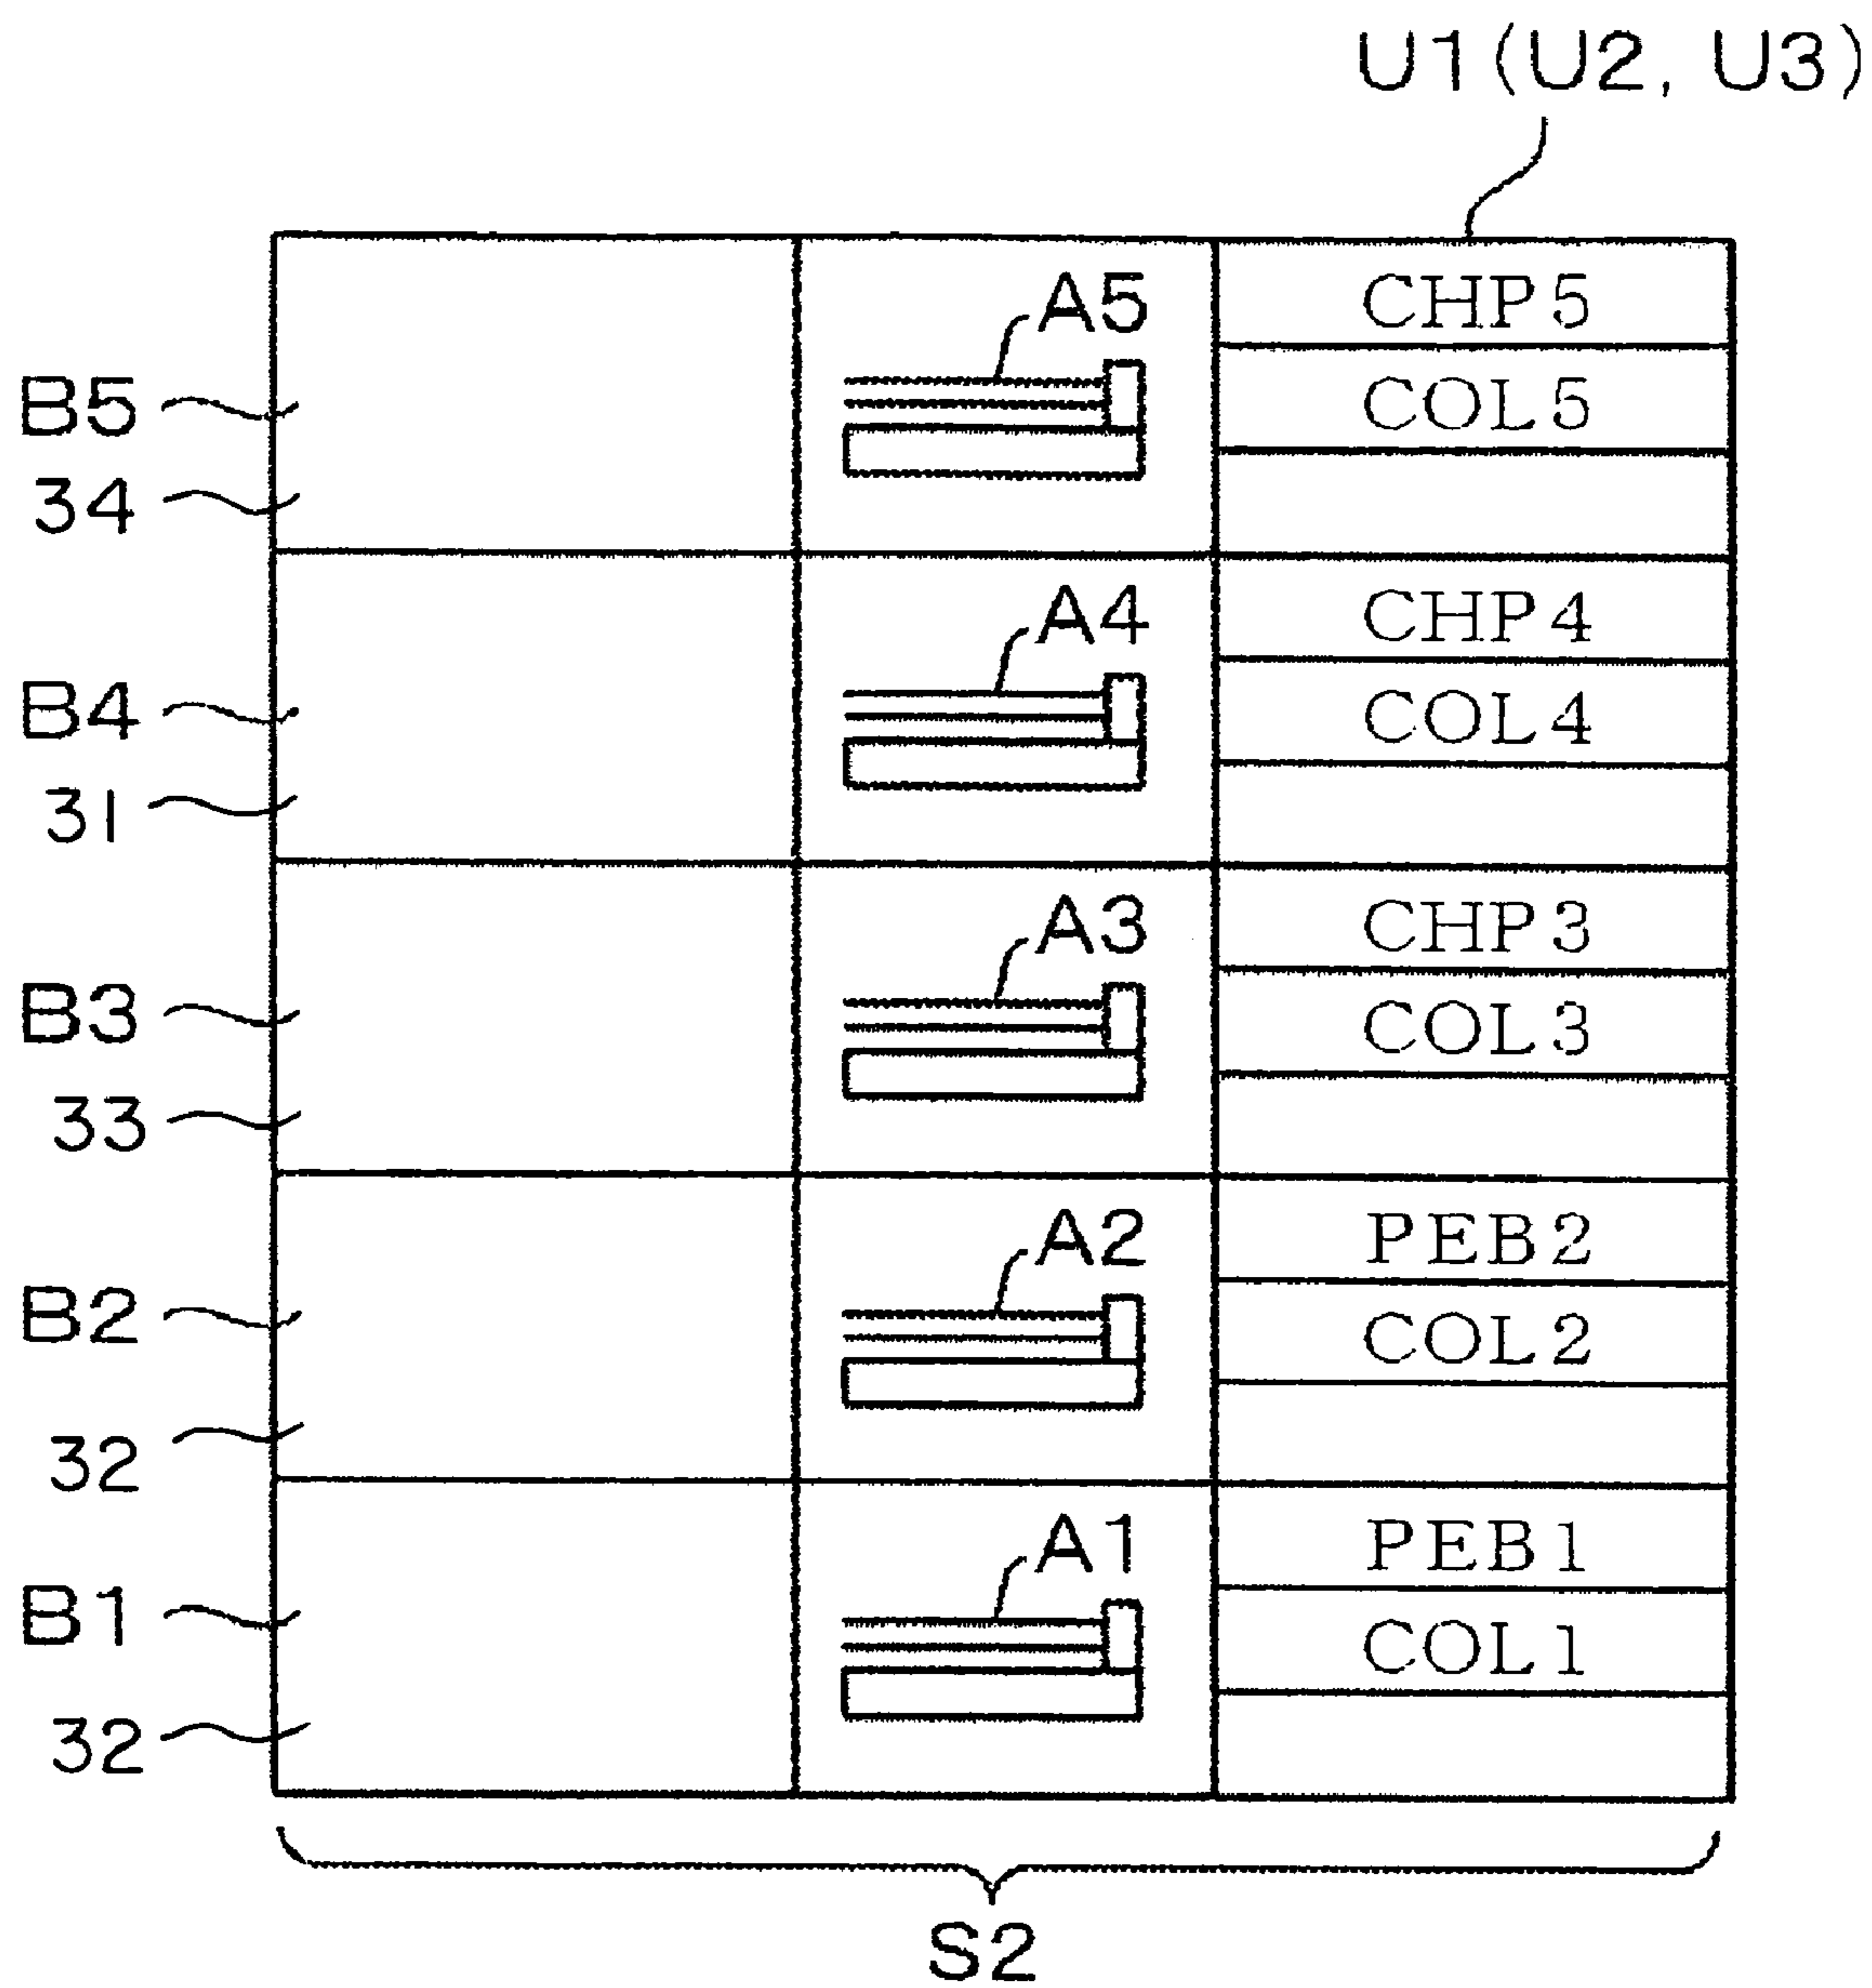 U1(U2, U3)
A5
CHP5
B5
COL5
34
A4
CHP4
B4
COL4
31
A3
CHP3
B3
COL3
33
A2
PEB2
B2
COL2
32
A1
PEB1
B1
COL1
32
S2